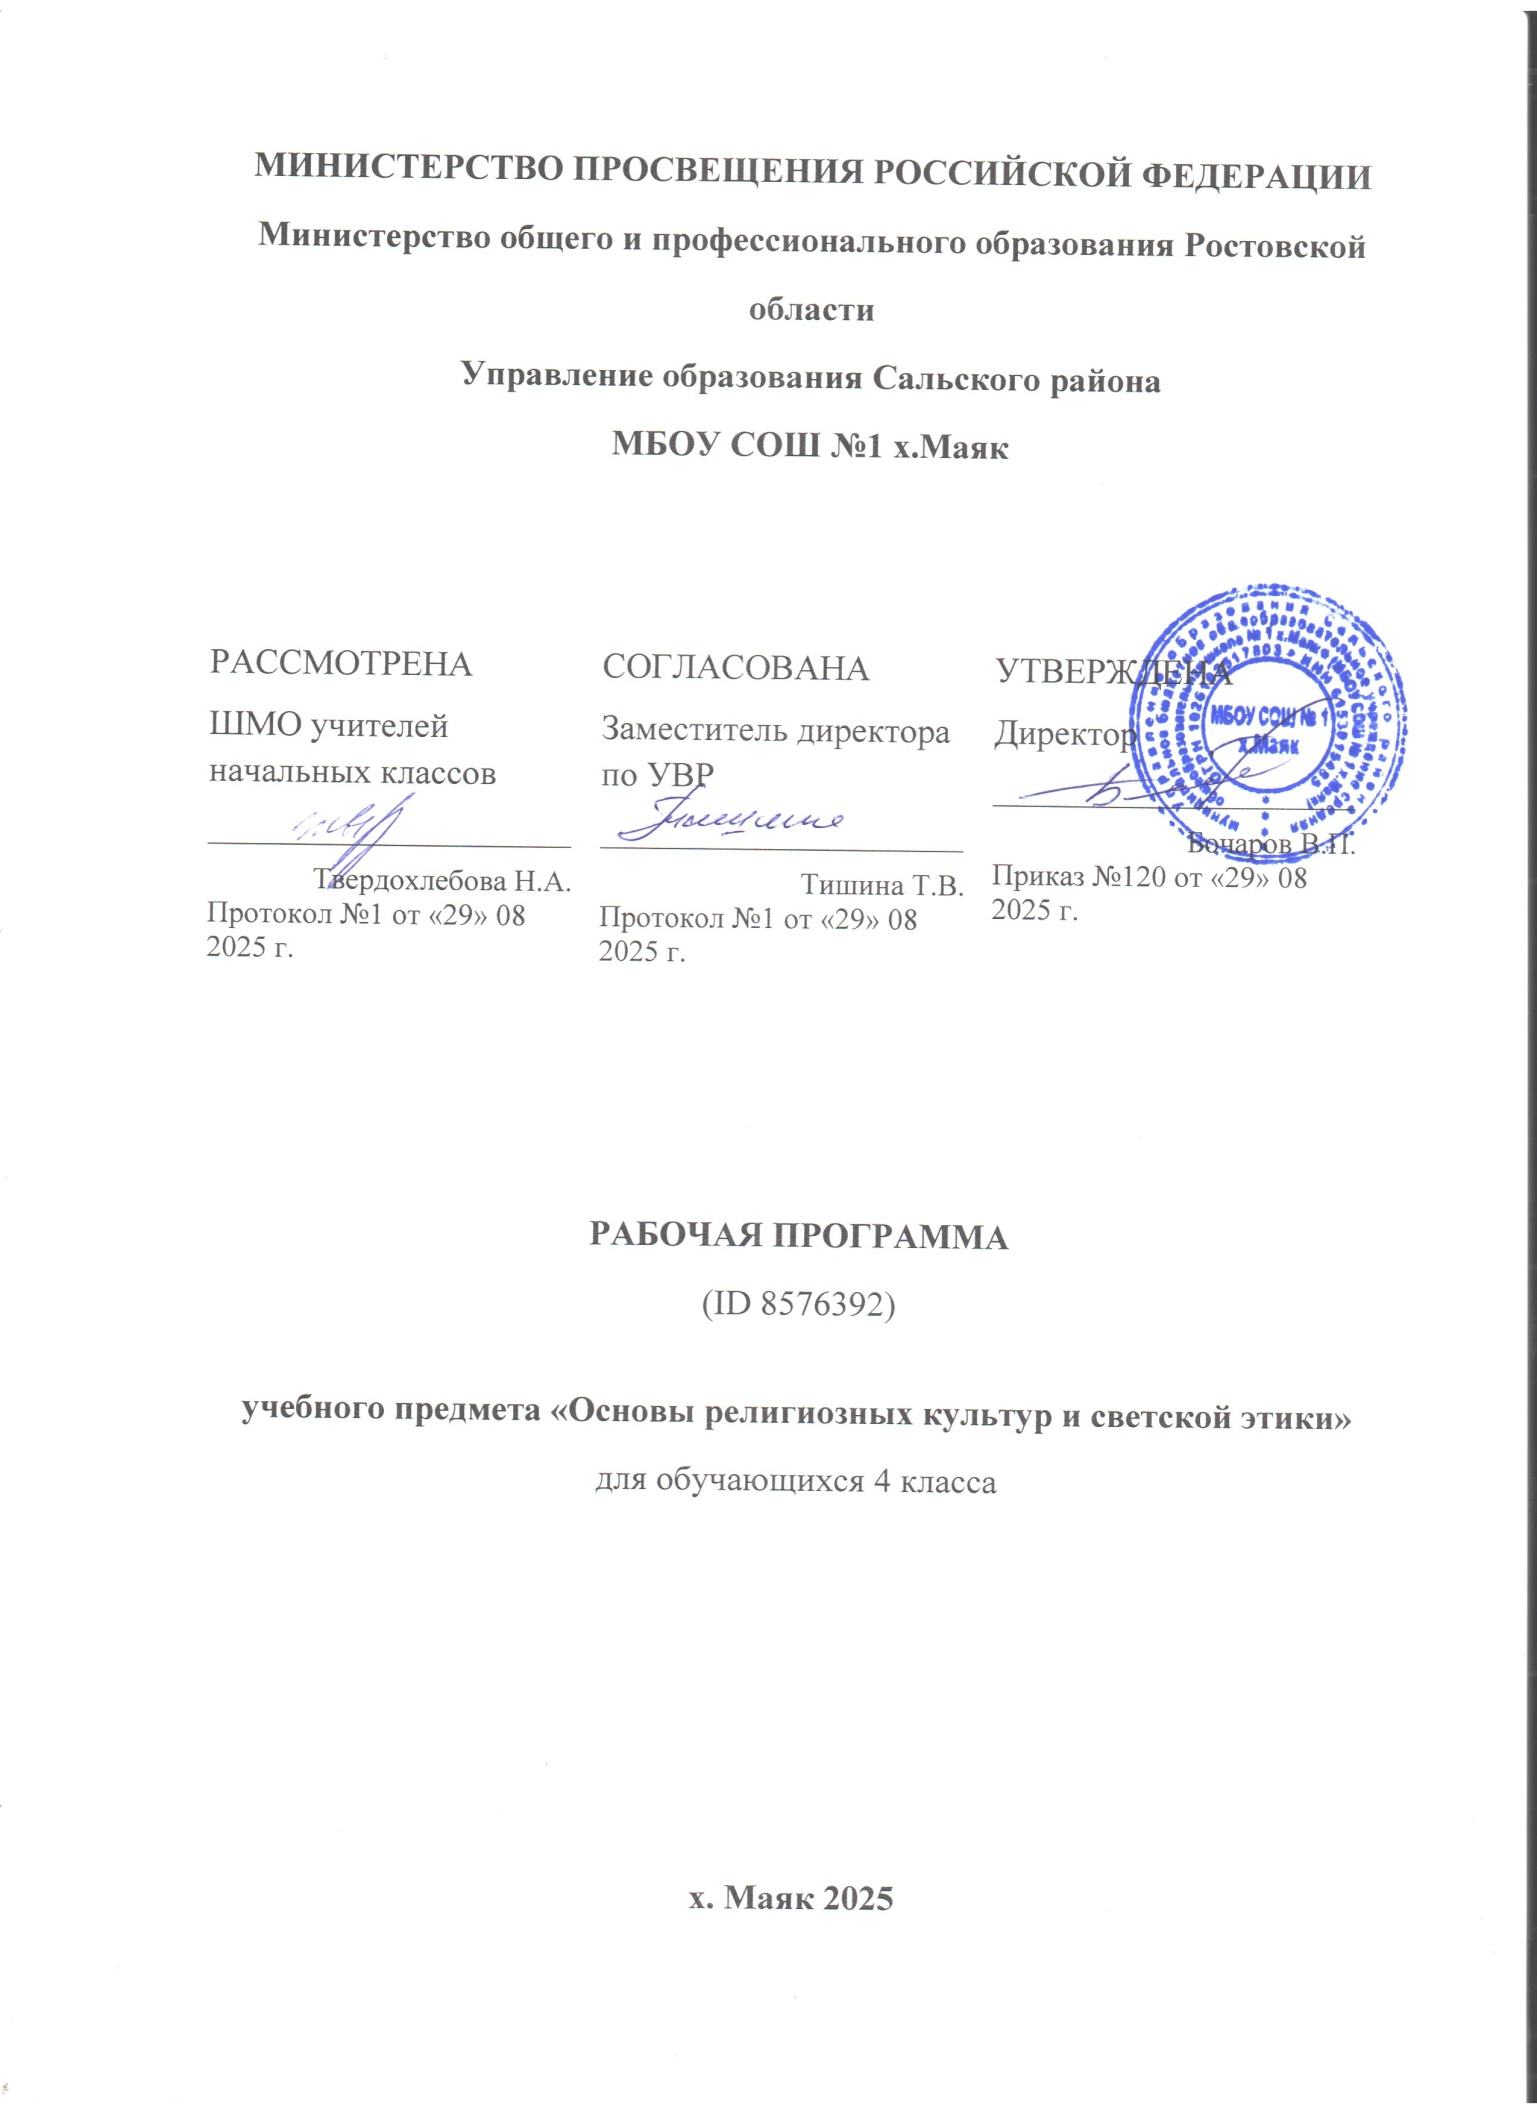 МИНИСТЕРСТВО ПРОСВЕЩЕНИЯ РОССИЙСКОЙ ФЕДЕРАЦИИ
Министерство общего и профессионального образования Ростовской
области
Управление образования Сальского района
МБОУ СОШ №1 х.Маяк
РАССМОТРЕНА
ШМО учителей
начальных классов
Твердохлебова Н.А.
Протокол №1 от «29» 08
2025 г.
СОГЛАСОВАНА
Заместитель директора
по УВР
Тишина Т.В.
Протокол №1 от «29» 08
2025 г.
УТВЕРЖДЕНА
Директор
Бочаров В.П.
Приказ №120 от «29» 08
2025 г.
МБОУ СОШ № 1
х.Маяк
РАБОЧАЯ ПРОГРАММА
(ID 8576392)
учебного предмета «Основы религиозных культур и светской этики»
для обучающихся 4 класса
х. Маяк 2025